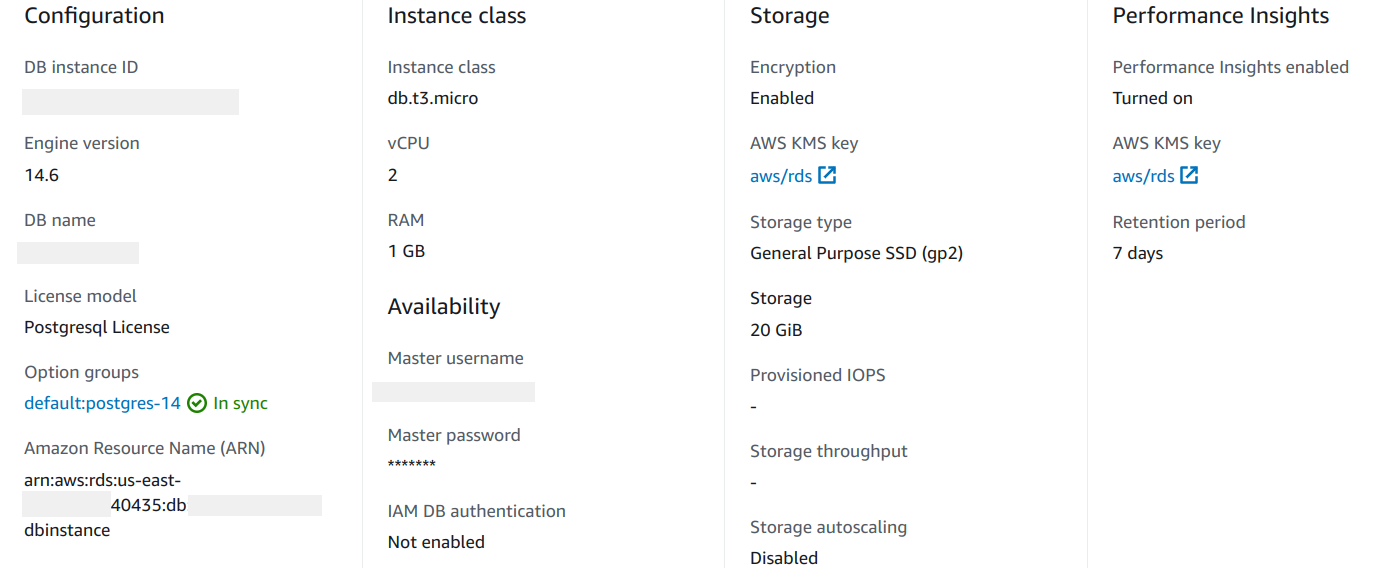 Configuration
DB instance ID
Engine version
14.6
DB name
License model
Postgresql License
Option groups
default:postgres-14 In sync
Amazon Resource Name (ARN)
arn:aws:rds:us-east-
40435:db
dbinstance
Instance class
Instance class
db.t3.micro
vCPU
2
RAM
1 GB
Availability
Master username
Master password
*******
IAM DB authentication
Not enabled
Storage
Encryption
Enabled
AWS KMS key
aws/rds
Storage type
General Purpose SSD (gp2)
Storage
20 GiB
Provisioned IOPS
-
Storage throughput
-
Storage autoscaling
Disabled
Performance Insights
Performance Insights enabled
Turned on
AWS KMS key
aws/rds
Retention period
7 days